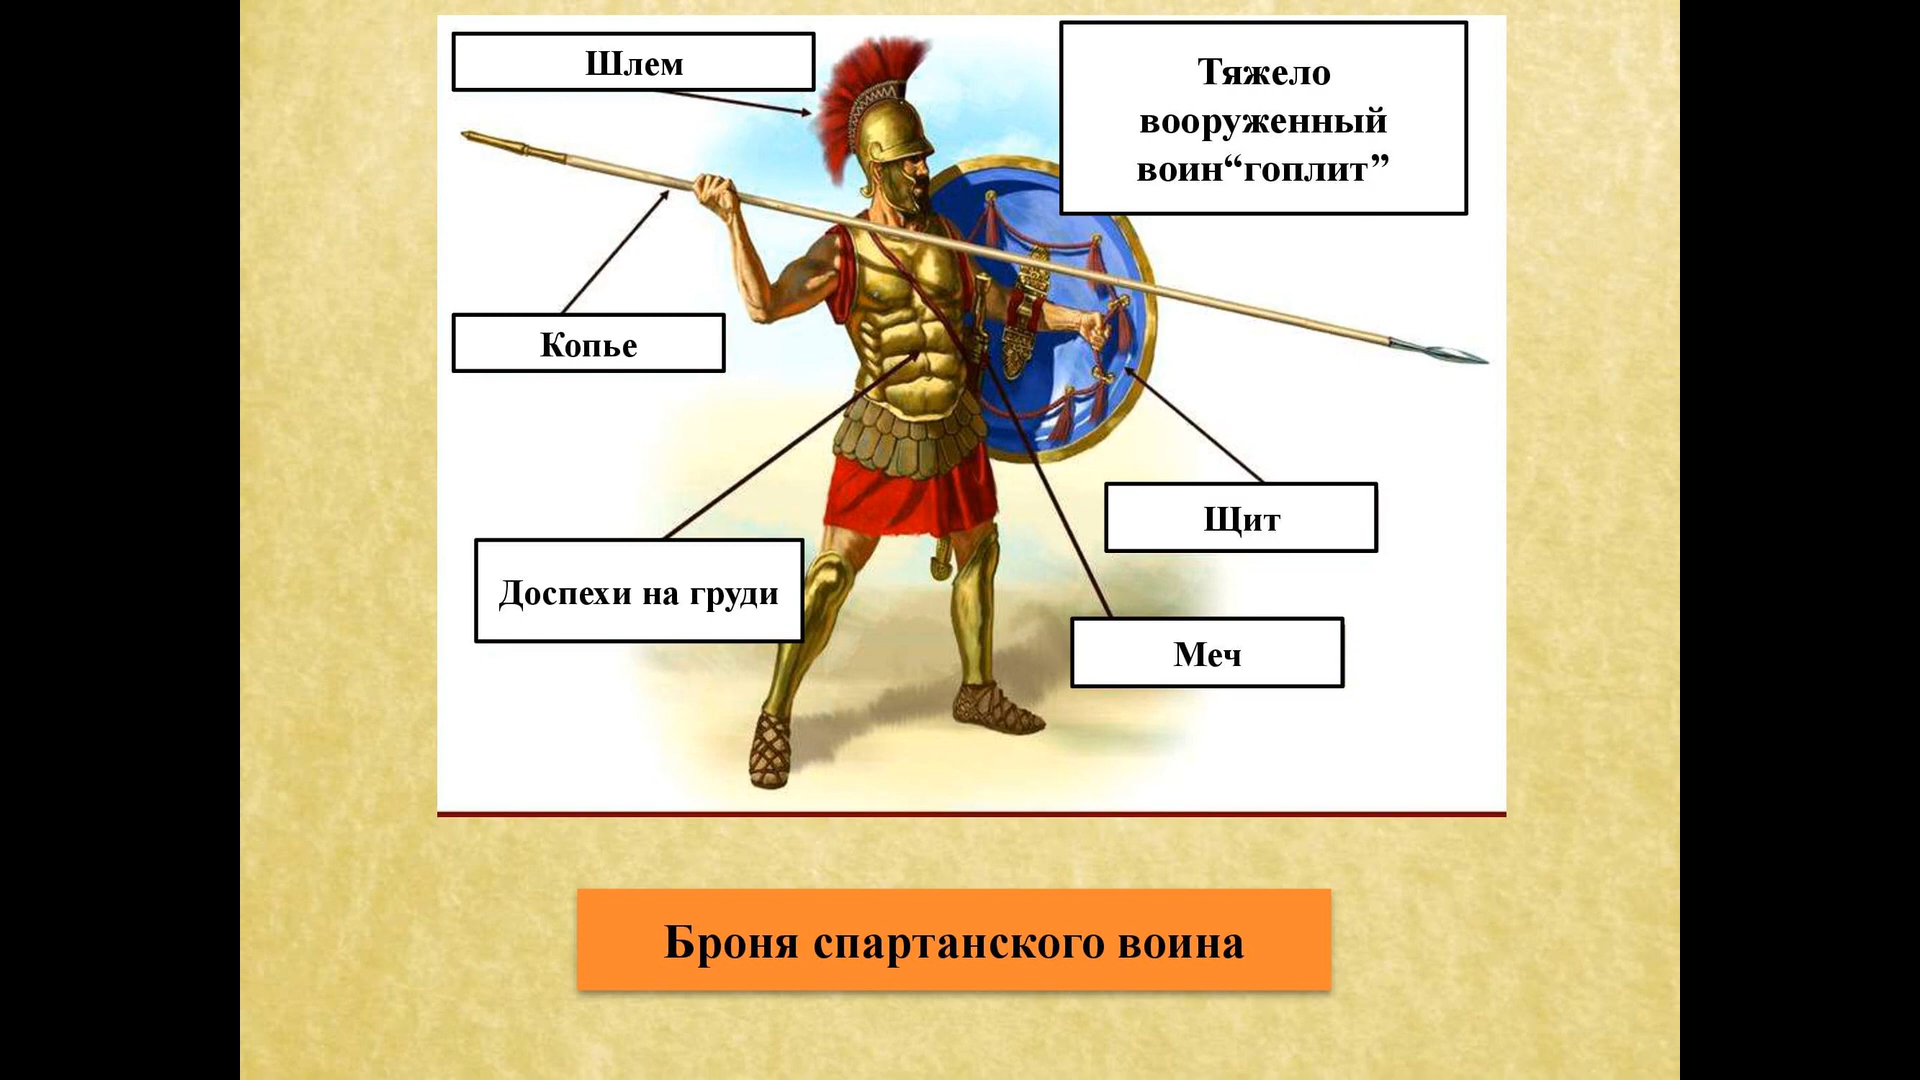 Шлем
Тяжело
вооруженный
воин“гоплит”
Копье
Щит
Доспехи на груди
Меч
Броня спартанского воина